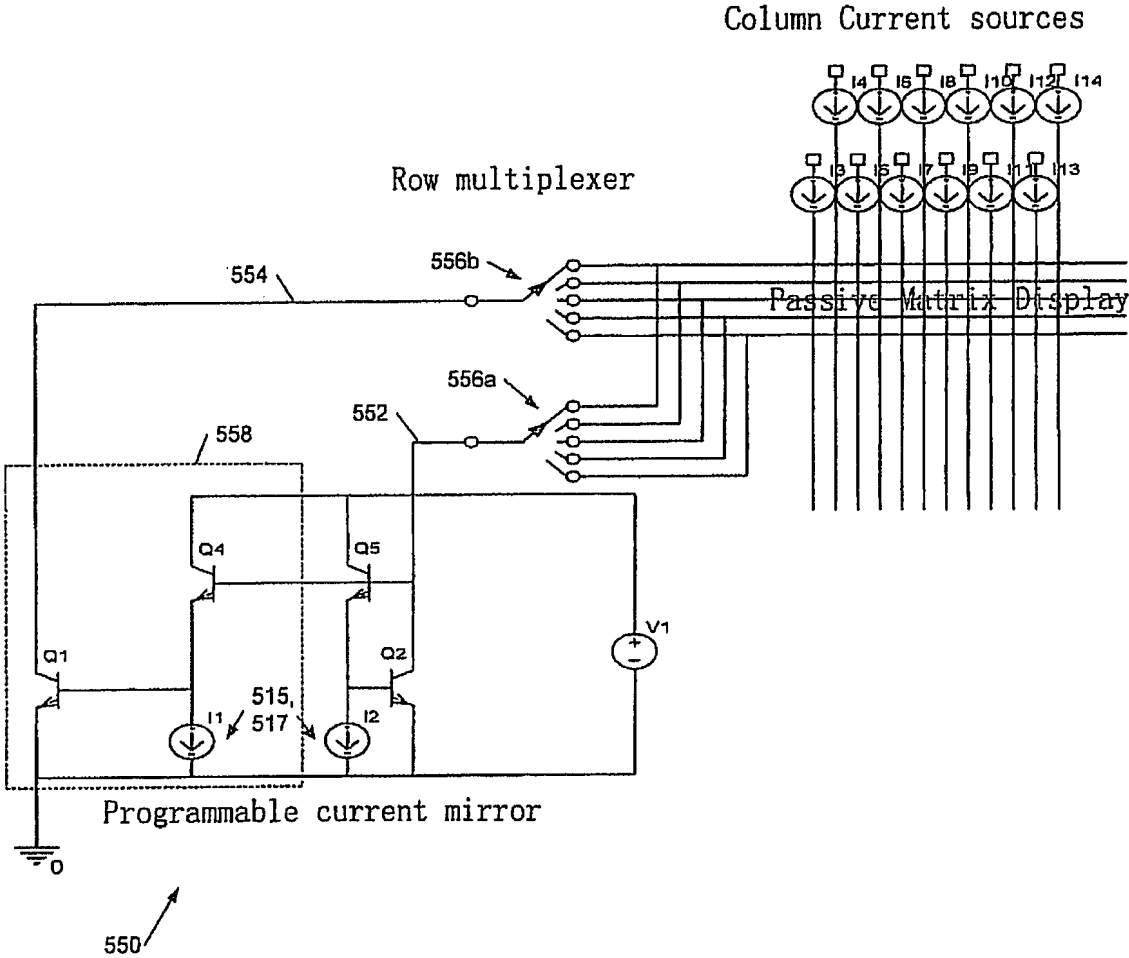 Column Current sources
I4 I6 I8 I10 I12 I14
Row multiplexer
I3 I5 I7 I9 I11 I13
556b
554
Passive Matrix Display
556a
552
558
Q4 Q5
V1
Q1 Q2
515,
517
I1 I2
Programmable current mirror
0
550